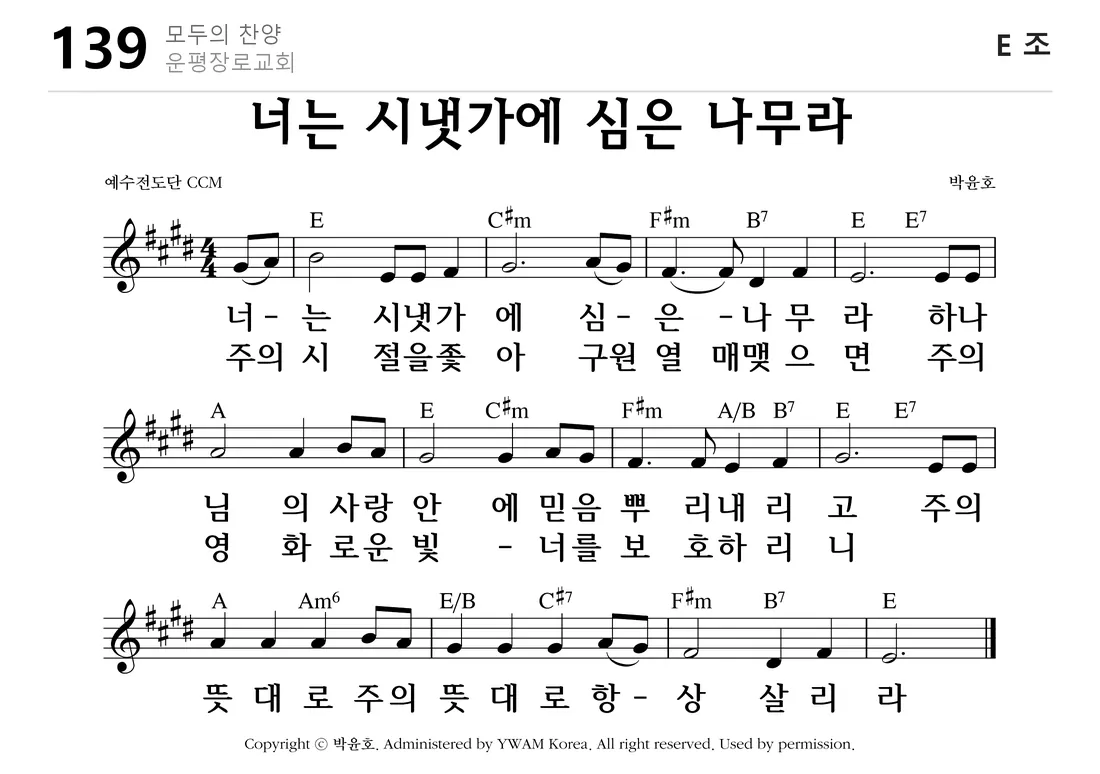 139 모두의 찬양 E 조
운평장로교회
너는 시냇가에 심은 나무라
예수전도단 CCM 박윤호
E C#m F#m B7 E E7
너- 는 시냇가 에 심- 은 -나 무 라 하나
주의 시 절을좇 아 구원 열 매맺 으 면 주의
A E C#m F#m A/B B7 E E7
님 의 사랑 안 에 믿음 뿌 리내 리 고 주의
영 화 로운 빛 - 너를 보 호하 리 니
A Am6 E/B C#7 F#m B7 E
뜻 대 로 주의 뜻 대 로 항- 상 살 리 라
Copyright ⓒ 박윤호. Administered by YWAM Korea. All right reserved. Used by permission.